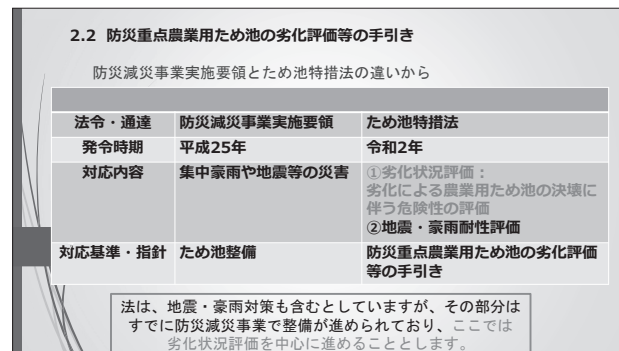 2.2 防災重点農業用ため池の劣化評価等の手引き
防災減災事業実施要領とため池特措法の違いから
法令・通達 防災減災事業実施要領 ため池特措法
発令時期 平成25年 令和2年
対応内容 集中豪雨や地震等の災害 ①劣化状況評価：
劣化による農業用ため池の決壊に
伴う危険性の評価
②地震・豪雨耐性評価
対応基準・指針 ため池整備 防災重点農業用ため池の劣化評価
等の手引き
法は、地震・豪雨対策も含むとしていますが、その部分は
すでに防災減災事業で整備が進められており、ここでは
劣化状況評価を中心に進めることとします。